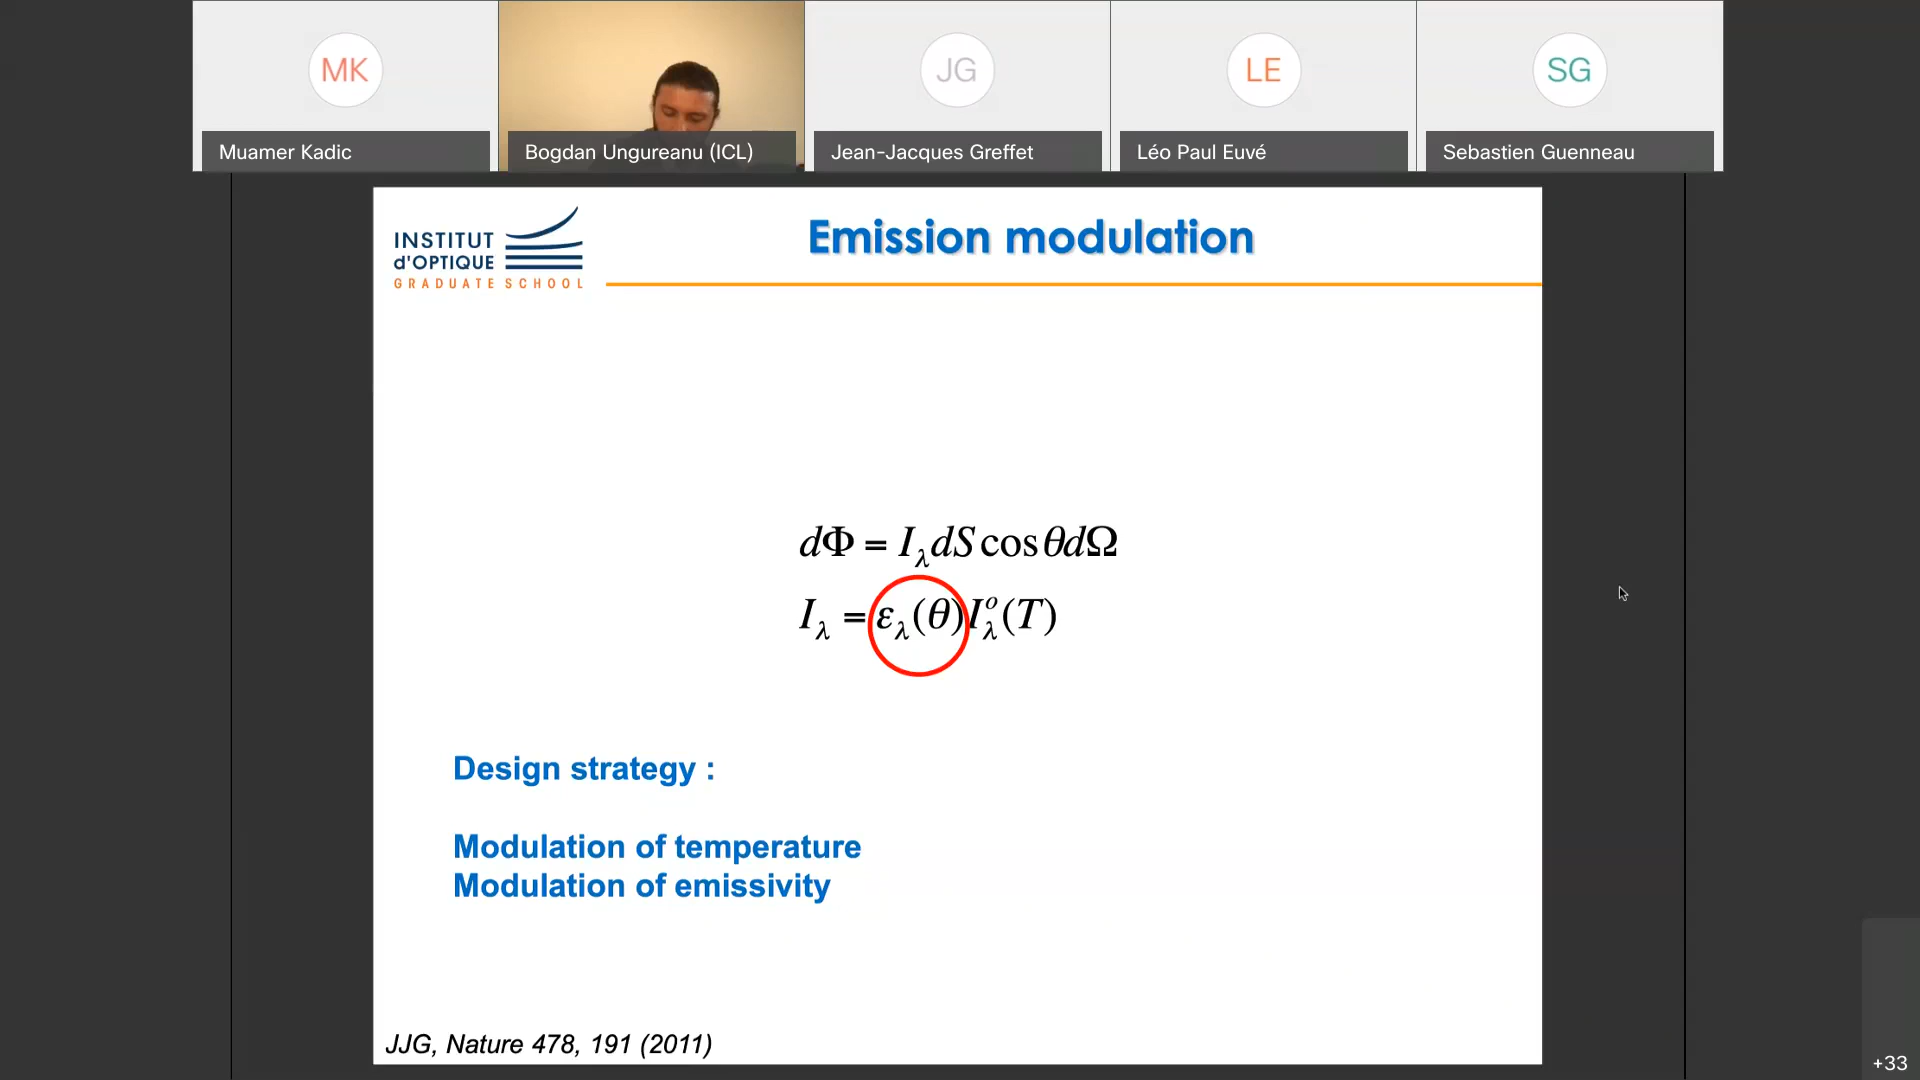 MK
JG
LE
SG
Muamer Kadic
Bogdan Ungureanu (ICL)
Jean-Jacques Greffet
Léo Paul Euvé
Sebastien Guenneau
INSTITUT
d'OPTIQUE
GRADUATE SCHOOL
Emission modulation
dΦ = I_λ dS cos θ dΩ
I_λ = ε_λ(θ) I_λ^o (T)
Design strategy :
Modulation of temperature
Modulation of emissivity
JJG, Nature 478, 191 (2011)
+33